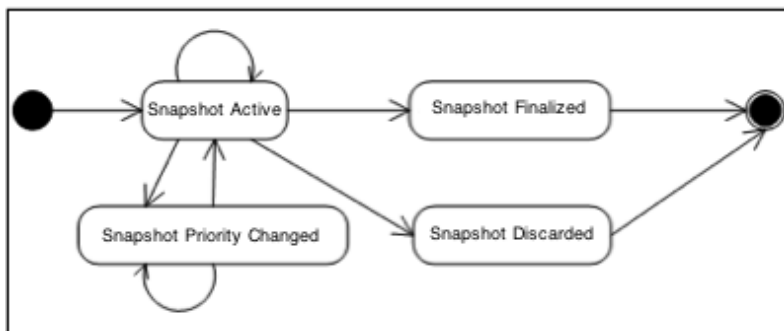 Snapshot Active
Snapshot Finalized
Snapshot Priority Changed
Snapshot Discarded